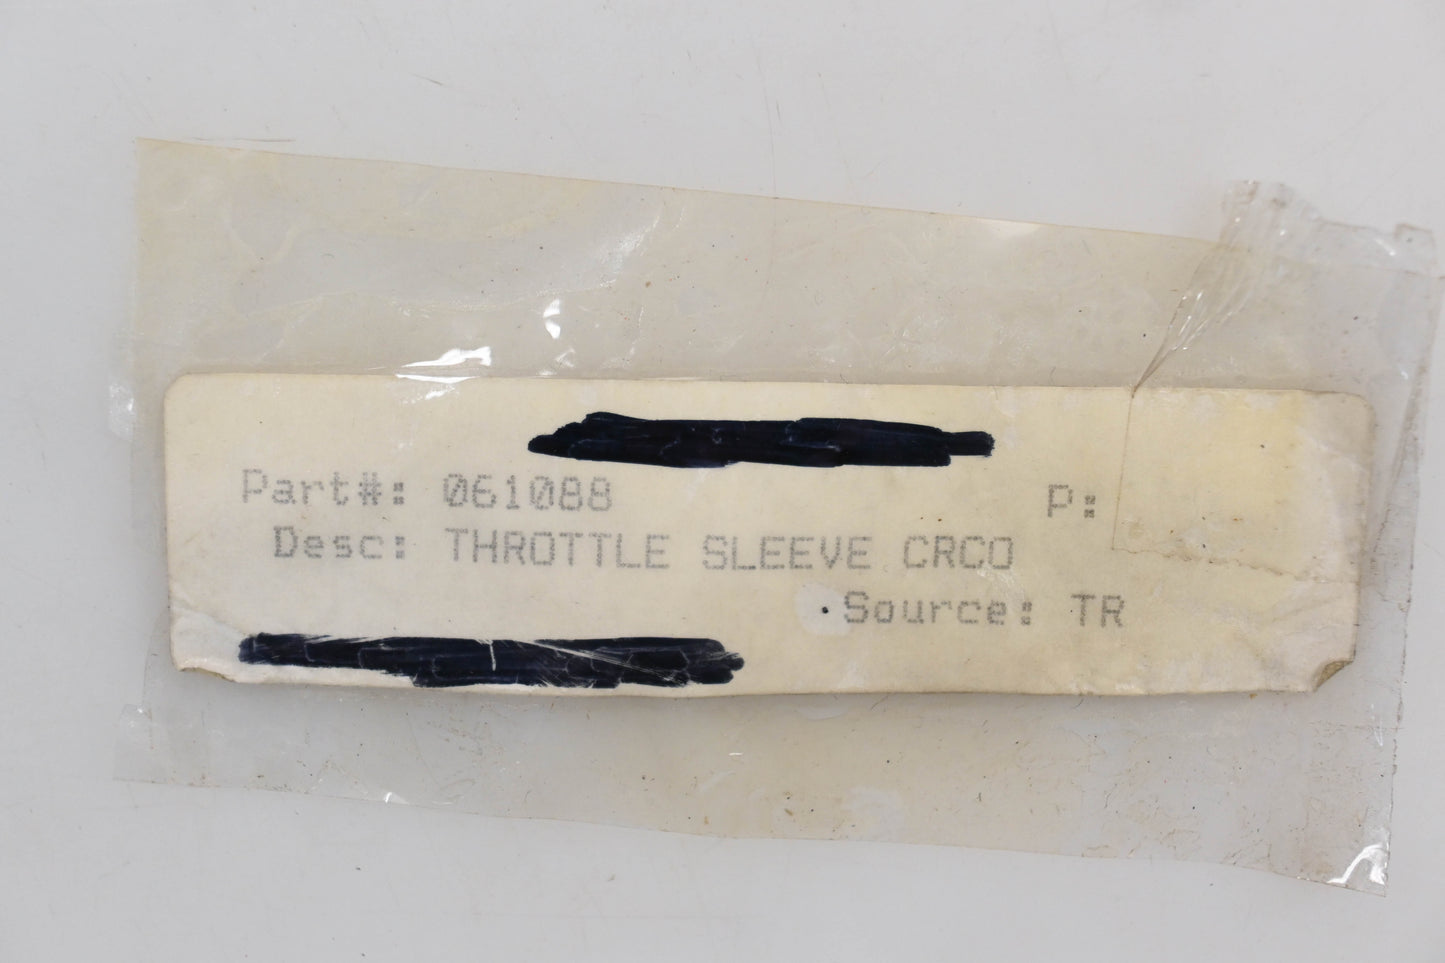 Part#: 061088 P:
Desc: THROTTLE SLEEVE CRCO
Source: TR